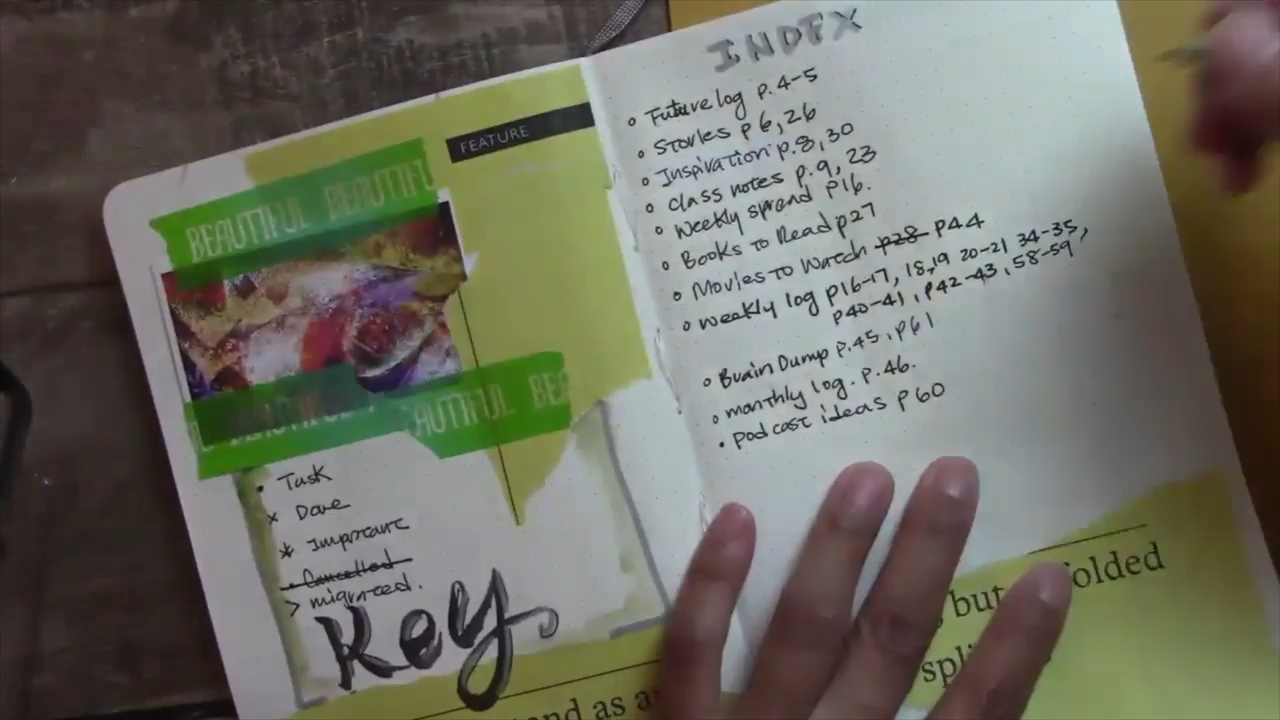 FEATURE
BEAUTIFUL BEAUTIFUL
BEAUTIFUL BEA
• Task
x Done
* Important
• Cancelled
> migrated.
Key
INDEX
• Future log p.4-5
• Stories p6, 26
• Inspiration p.8, 30
• Class notes p.9, 23
• Weekly spread p16.
• Books to Read p27
• Movies to Watch p28 P44
• Weekly log p16-17, 18,19 20-21 34-35,
p40-41, p42-43, 58-59
• Brain Dump p.45, p61
• monthly log. p.46.
• podcast ideas p60
but folded
as